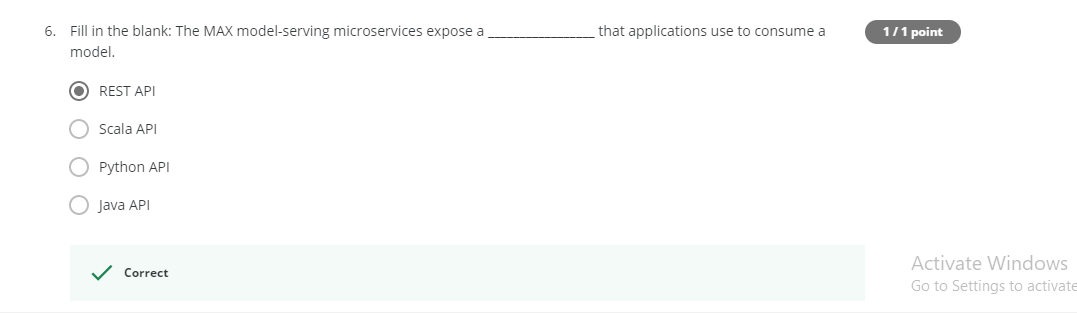 6. Fill in the blank: The MAX model-serving microservices expose a ________________ that applications use to consume a
model.
1 / 1 point
REST API
Scala API
Python API
Java API
Correct
Activate Windows
Go to Settings to activate